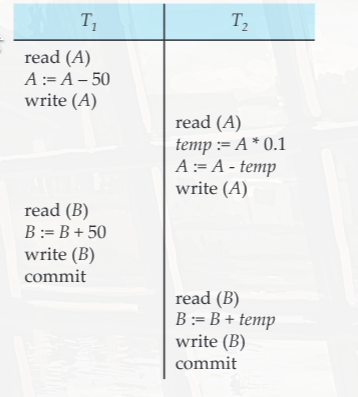 T1 T2
read (A)
A := A – 50
write (A)
read (A)
temp := A * 0.1
A := A - temp
write (A)
read (B)
B := B + 50
write (B)
commit
read (B)
B := B + temp
write (B)
commit